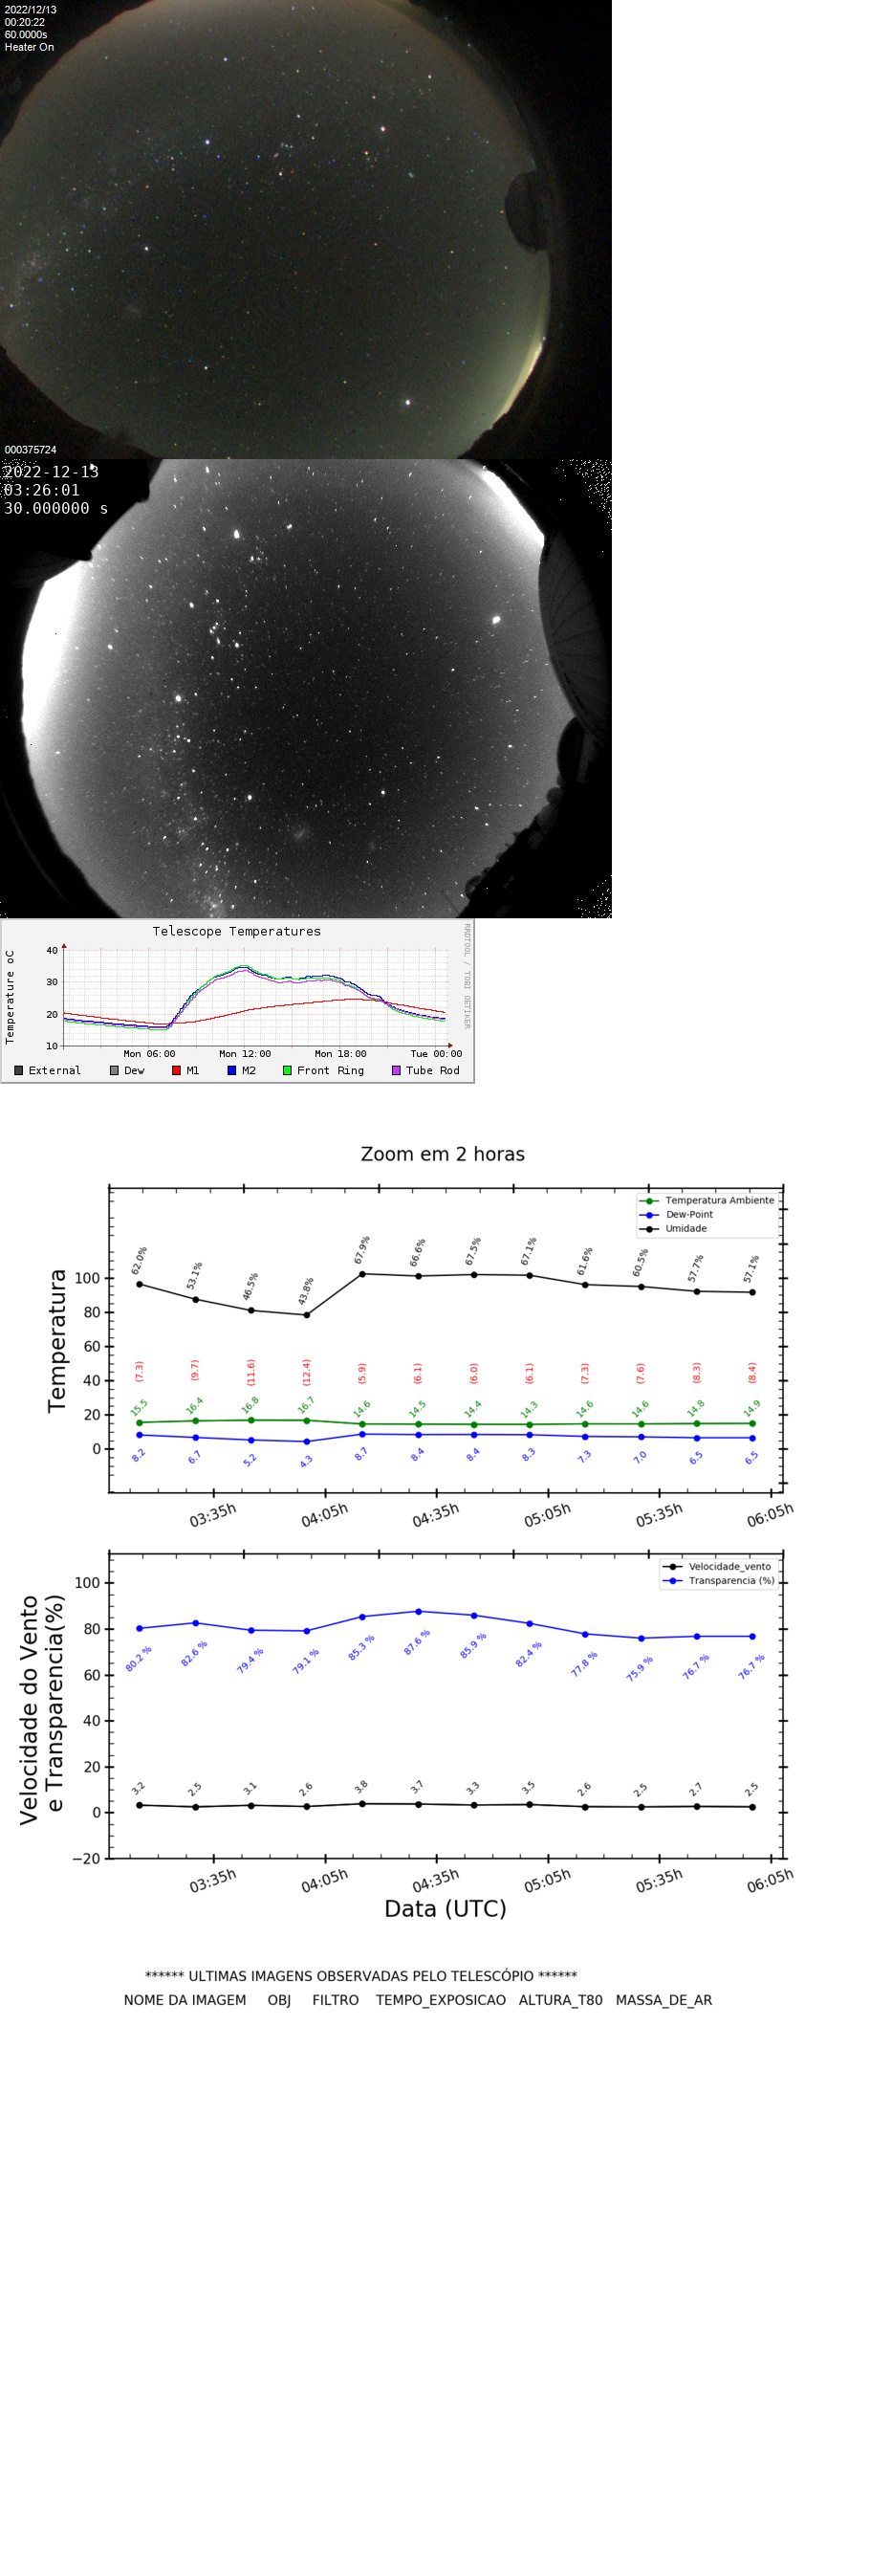 2022/12/13
00:20:22
60.0000s
Heater On
000375724
2022-12-13
03:26:01
30.000000 s
Telescope Temperatures
RRDTOOL / TOBI OETIKER
Temperature oC
40
30
20
10
Mon 06:00 Mon 12:00 Mon 18:00 Tue 00:00
External Dew M1 M2 Front Ring Tube Rod
Zoom em 2 horas
Temperatura Ambiente
Dew-Point
Umidade
Temperatura
100
80
60
40
20
0
62.0% 53.1% 46.5% 43.8% 67.9% 66.6% 67.5% 67.1% 61.6% 60.5% 57.7% 57.1%
(7.3) (9.7) (11.6) (12.4) (5.9) (6.1) (6.0) (6.1) (7.3) (7.6) (8.3) (8.4)
15.5 16.4 16.8 16.7 14.6 14.5 14.4 14.3 14.6 14.6 14.8 14.9
8.2 6.7 5.2 4.3 8.7 8.4 8.4 8.3 7.3 7.0 6.5 6.5
03:35h 04:05h 04:35h 05:05h 05:35h 06:05h
Velocidade_vento
Transparencia (%)
Velocidade do Vento
e Transparencia(%)
100
80
60
40
20
0
−20
80.2 % 82.6 % 79.4 % 79.1 % 85.3 % 87.6 % 85.9 % 82.4 % 77.8 % 75.9 % 76.7 % 76.7 %
3.2 2.5 3.1 2.6 3.8 3.7 3.3 3.5 2.6 2.5 2.7 2.5
03:35h 04:05h 04:35h 05:05h 05:35h 06:05h
Data (UTC)
****** ULTIMAS IMAGENS OBSERVADAS PELO TELESCÓPIO ******
NOME DA IMAGEM OBJ FILTRO TEMPO_EXPOSICAO ALTURA_T80 MASSA_DE_AR